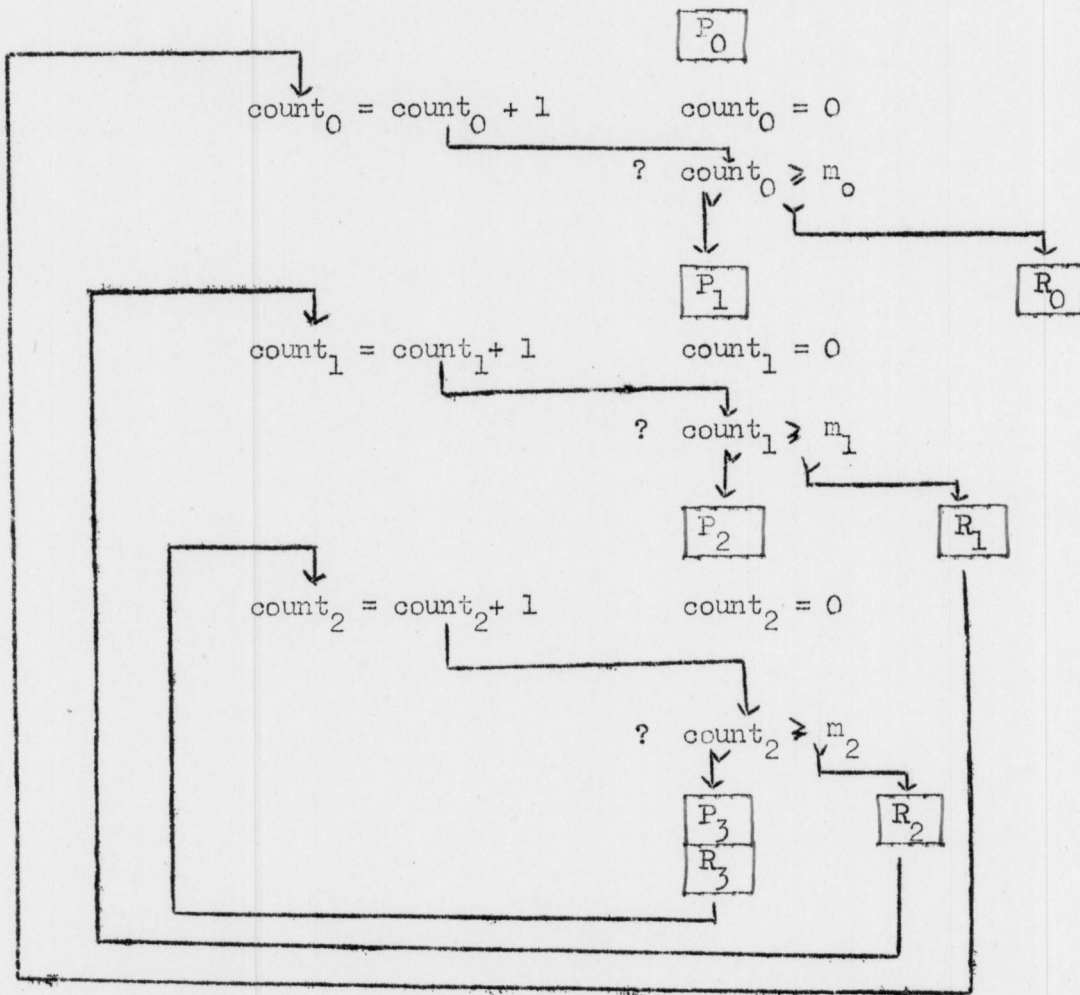 P₀
count₀ = count₀ + 1 count₀ = 0
? count₀ ≥ m₀
P₁ R₀
count₁ = count₁ + 1 count₁ = 0
? count₁ ≥ m₁
P₂ R₁
count₂ = count₂ + 1 count₂ = 0
? count₂ ≥ m₂
P₃ R₂
R₃